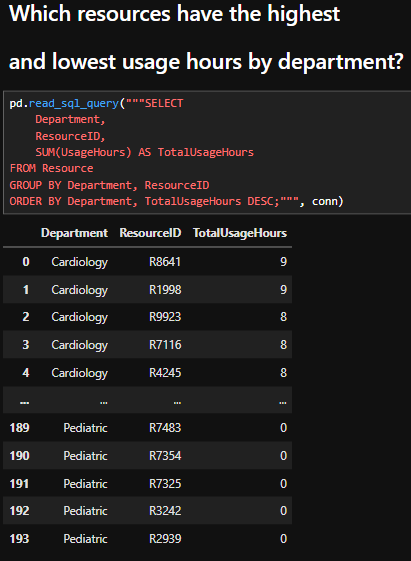 Which resources have the highest
and lowest usage hours by department?
pd.read_sql_query("""SELECT
    Department,
    ResourceID,
    SUM(UsageHours) AS TotalUsageHours
FROM Resource
GROUP BY Department, ResourceID
ORDER BY Department, TotalUsageHours DESC;""", conn)
Department ResourceID TotalUsageHours
0 Cardiology R8641 9
1 Cardiology R1998 9
2 Cardiology R9923 8
3 Cardiology R7116 8
4 Cardiology R4245 8
... ... ... ...
189 Pediatric R7483 0
190 Pediatric R7354 0
191 Pediatric R7325 0
192 Pediatric R3242 0
193 Pediatric R2939 0